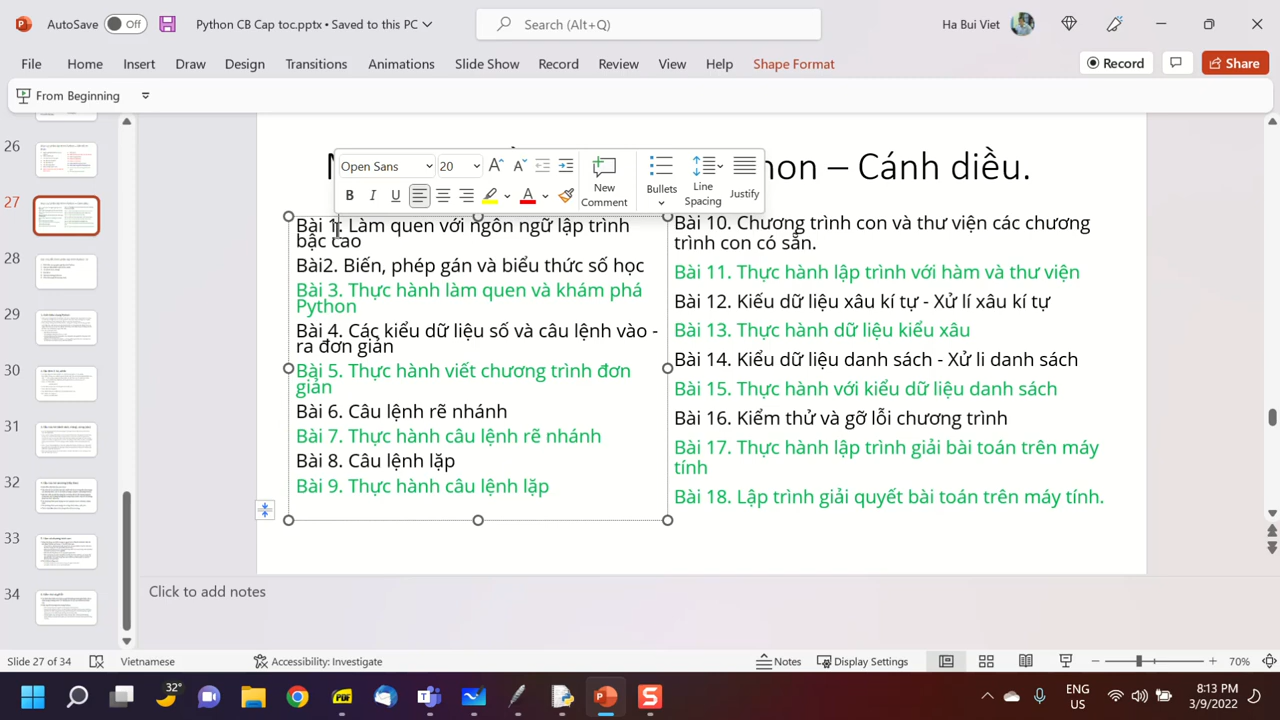 AutoSave Off Python CB Cap toc.pptx • Saved to this PC Search (Alt+Q) Ha Bui Viet
File Home Insert Draw Design Transitions Animations Slide Show Record Review View Help Shape Format Record Share
From Beginning
26
27
28
29
30
31
32
33
34
Open Sans 20
B I U A
New Comment
Bullets
Line Spacing
Justify
hon – Cánh diều.
Bài 1. Làm quen với ngôn ngữ lập trình
bậc cao
Bài 2. Biến, phép gán và biểu thức số học
Bài 3. Thực hành làm quen và khám phá
Python
Bài 4. Các kiểu dữ liệu số và câu lệnh vào -
ra đơn giản
Bài 5. Thực hành viết chương trình đơn
giản
Bài 6. Câu lệnh rẽ nhánh
Bài 7. Thực hành câu lệnh rẽ nhánh
Bài 8. Câu lệnh lặp
Bài 9. Thực hành câu lệnh lặp
Bài 10. Chương trình con và thư viện các chương
trình con có sẵn.
Bài 11. Thực hành lập trình với hàm và thư viện
Bài 12. Kiểu dữ liệu xâu kí tự - Xử lí xâu kí tự
Bài 13. Thực hành dữ liệu kiểu xâu
Bài 14. Kiểu dữ liệu danh sách - Xử li danh sách
Bài 15. Thực hành với kiểu dữ liệu danh sách
Bài 16. Kiểm thử và gỡ lỗi chương trình
Bài 17. Thực hành lập trình giải bài toán trên máy
tính
Bài 18. Lập trình giải quyết bài toán trên máy tính.
Click to add notes
Slide 27 of 34 Vietnamese Accessibility: Investigate Notes Display Settings 70%
32° ENG US 8:13 PM 3/9/2022